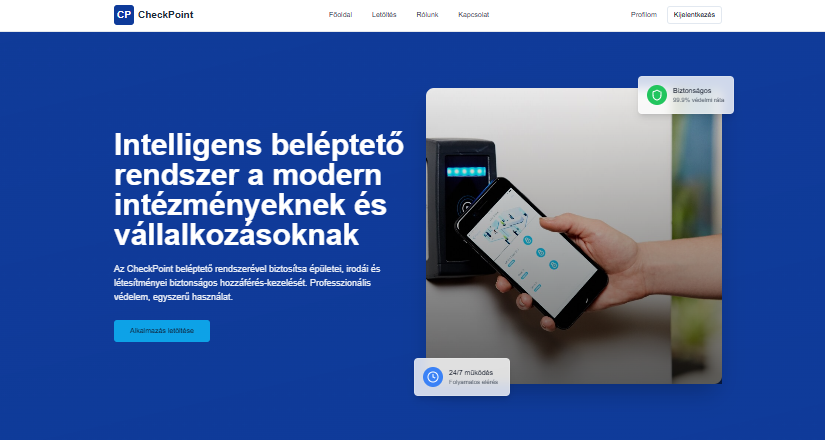 CP CheckPoint
Főoldal Letöltés Rólunk Kapcsolat
Profilom Kijelentkezés
Biztonságos
99.9% védelmi ráta
Intelligens beléptető
rendszer a modern
intézményeknek és
vállalkozásoknak
Az CheckPoint beléptető rendszerével biztosítsa épületei, irodái és
létesítményei biztonságos hozzáférés-kezelését. Professzionális
védelem, egyszerű használat.
Alkalmazás letöltése
24/7 működés
Folyamatos elérés